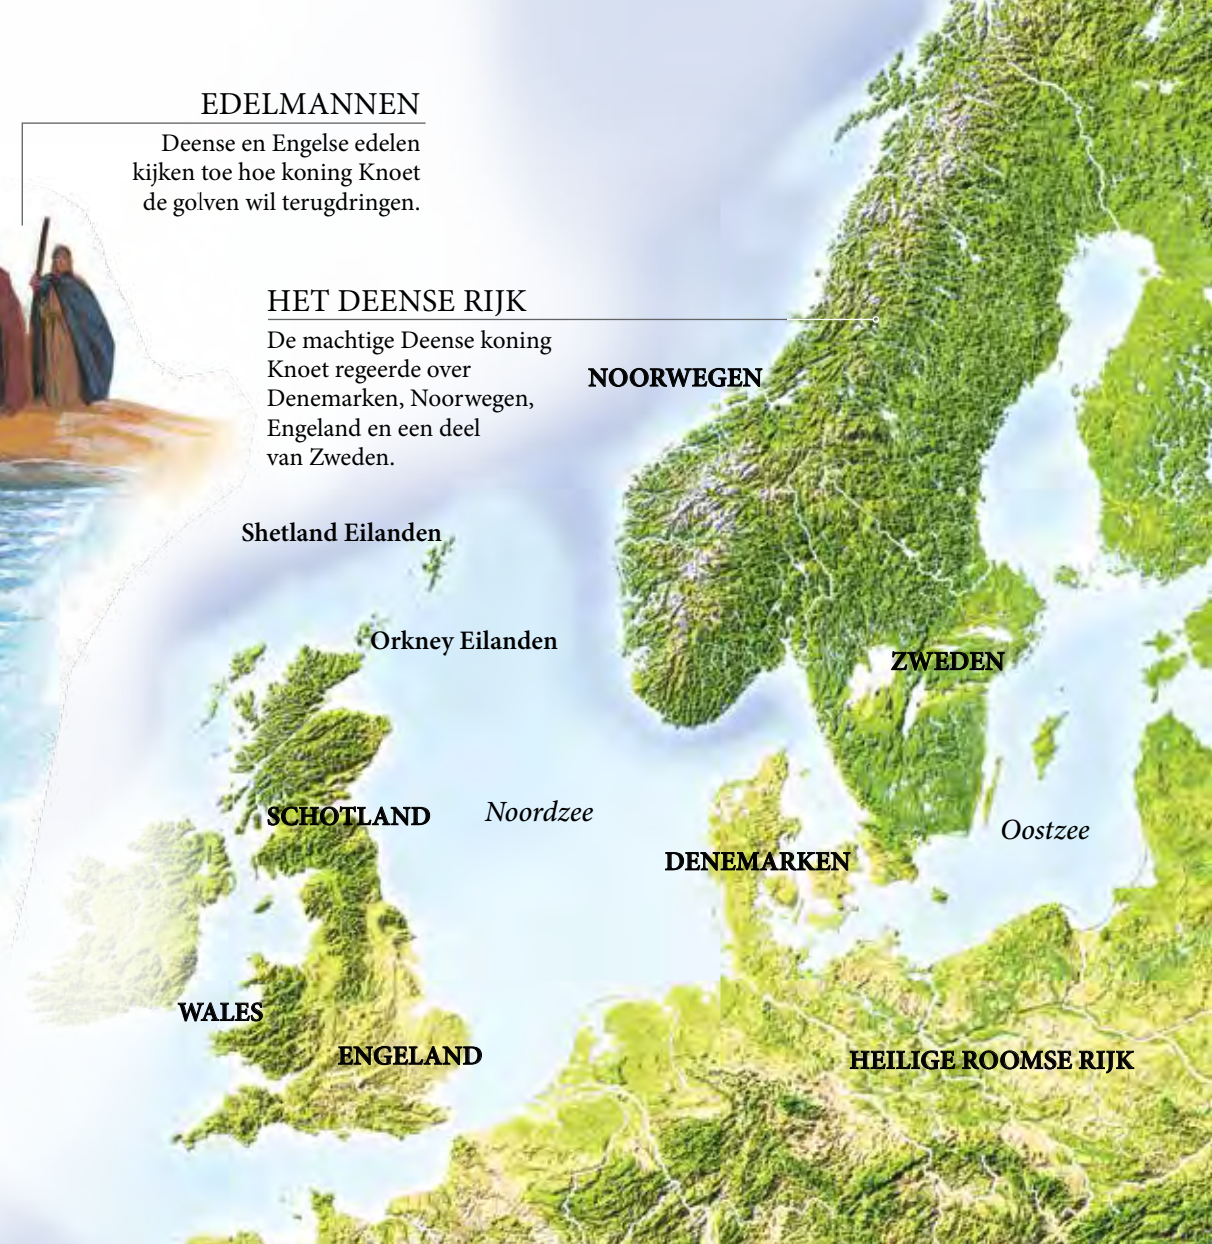 EDELMANNEN
Deense en Engelse edelen
kijken toe hoe koning Knoet
de golven wil terugdringen.
HET DEENSE RIJK
De machtige Deense koning
Knoet regeerde over
Denemarken, Noorwegen,
Engeland en een deel
van Zweden.
NOORWEGEN
Shetland Eilanden
Orkney Eilanden
ZWEDEN
SCHOTLAND
Noordzee
Oostzee
DENEMARKEN
WALES
ENGELAND
HEILIGE ROOMSE RIJK